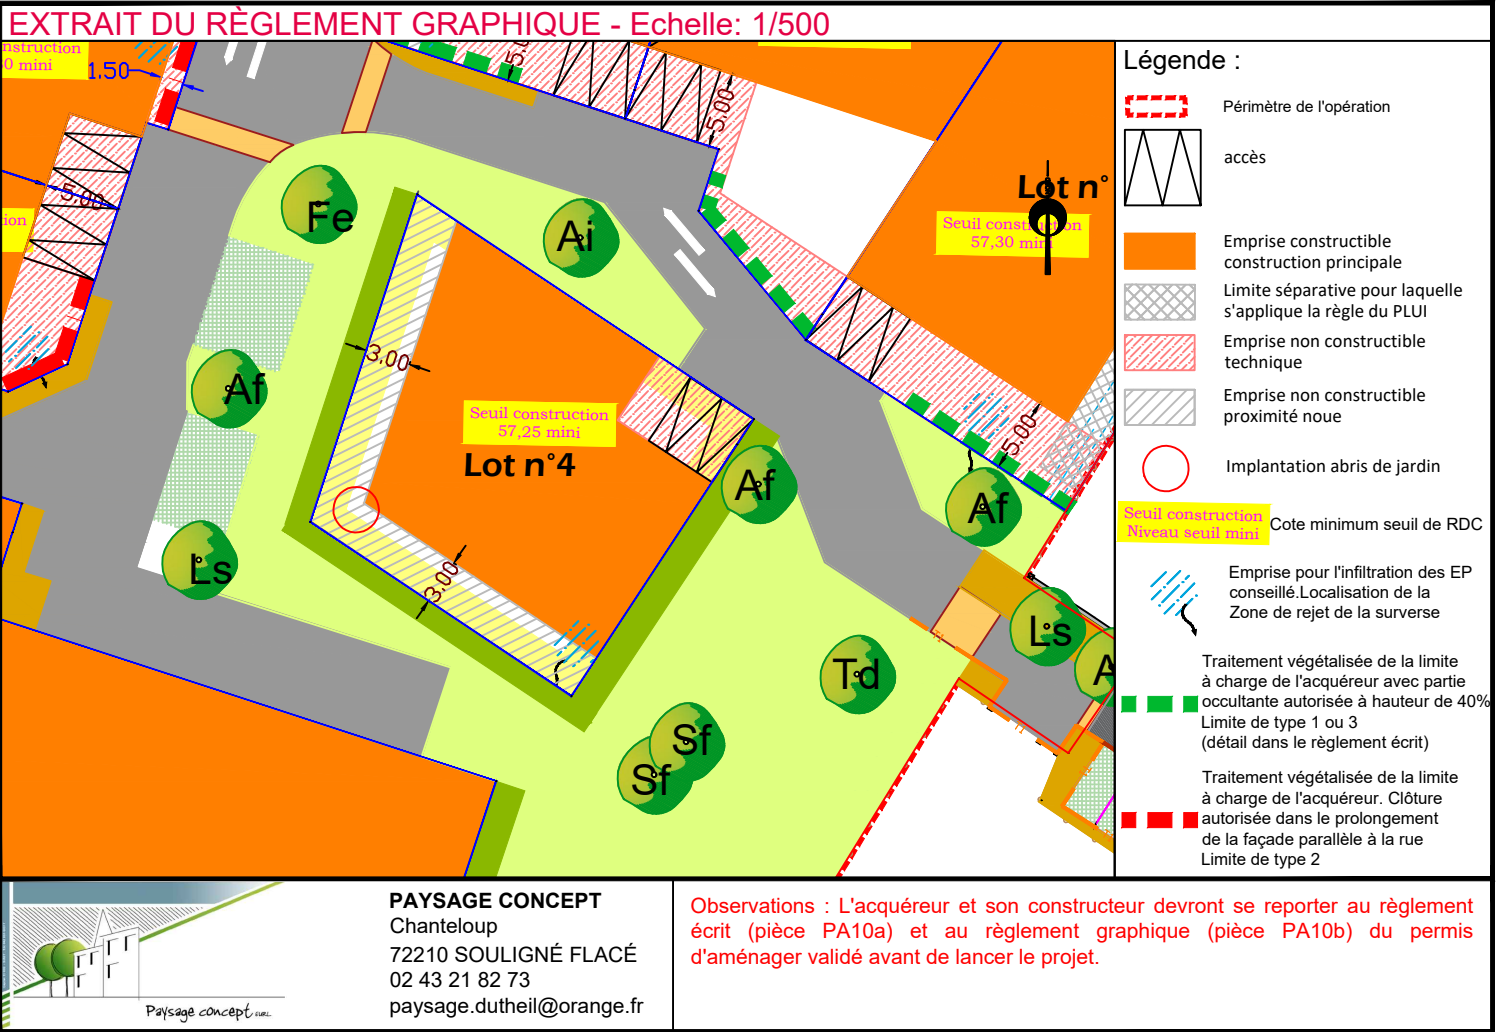 EXTRAIT DU RÈGLEMENT GRAPHIQUE - Echelle: 1/500
nstruction
0 mini
1.50
5.00
5.00
5.00
Lot n°
Seuil construction
57,30 mini
Fe
Ai
3.00
Af
Seuil construction
57,25 mini
Lot n°4
Af
Af
5.00
Ls
3.00
Ls
A
Td
Sf
Sf
Légende :
Périmètre de l'opération
accès
Emprise constructible
construction principale
Limite séparative pour laquelle
s'applique la règle du PLUI
Emprise non constructible
technique
Emprise non constructible
proximité noue
Implantation abris de jardin
Seuil construction
Niveau seuil mini
Cote minimum seuil de RDC
Emprise pour l'infiltration des EP
conseillé.Localisation de la
Zone de rejet de la surverse
Traitement végétalisée de la limite
à charge de l'acquéreur avec partie
occultante autorisée à hauteur de 40%
Limite de type 1 ou 3
(détail dans le règlement écrit)
Traitement végétalisée de la limite
à charge de l'acquéreur. Clôture
autorisée dans le prolongement
de la façade parallèle à la rue
Limite de type 2
Paysage concept EURL
PAYSAGE CONCEPT
Chanteloup
72210 SOULIGNÉ FLACÉ
02 43 21 82 73
paysage.dutheil@orange.fr
Observations : L'acquéreur et son constructeur devront se reporter au règlement
écrit (pièce PA10a) et au règlement graphique (pièce PA10b) du permis
d'aménager validé avant de lancer le projet.